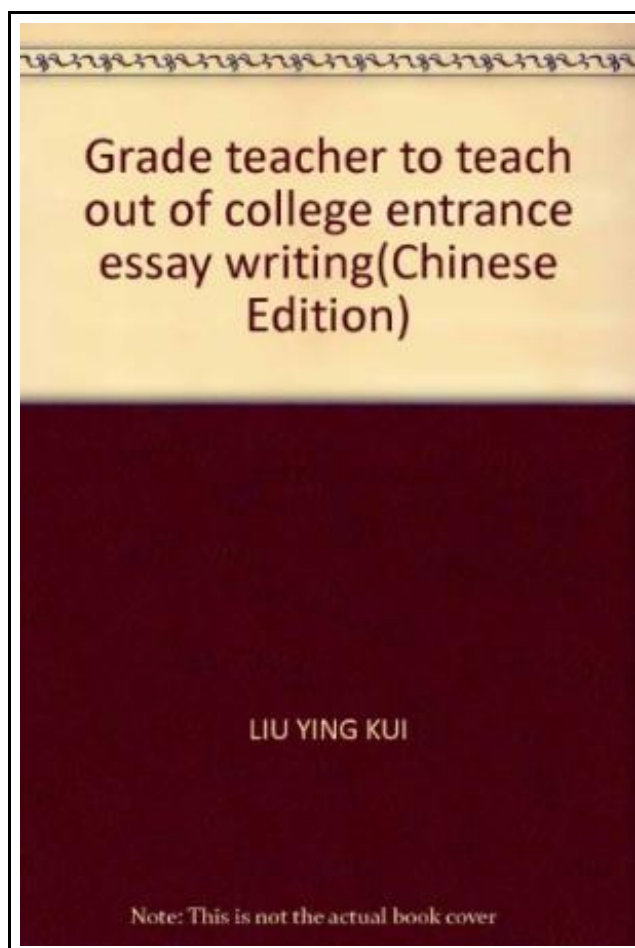 Grade teacher to teach
out of college entrance
essay writing(Chinese
Edition)
LIU YING KUI
Note: This is not the actual book cover